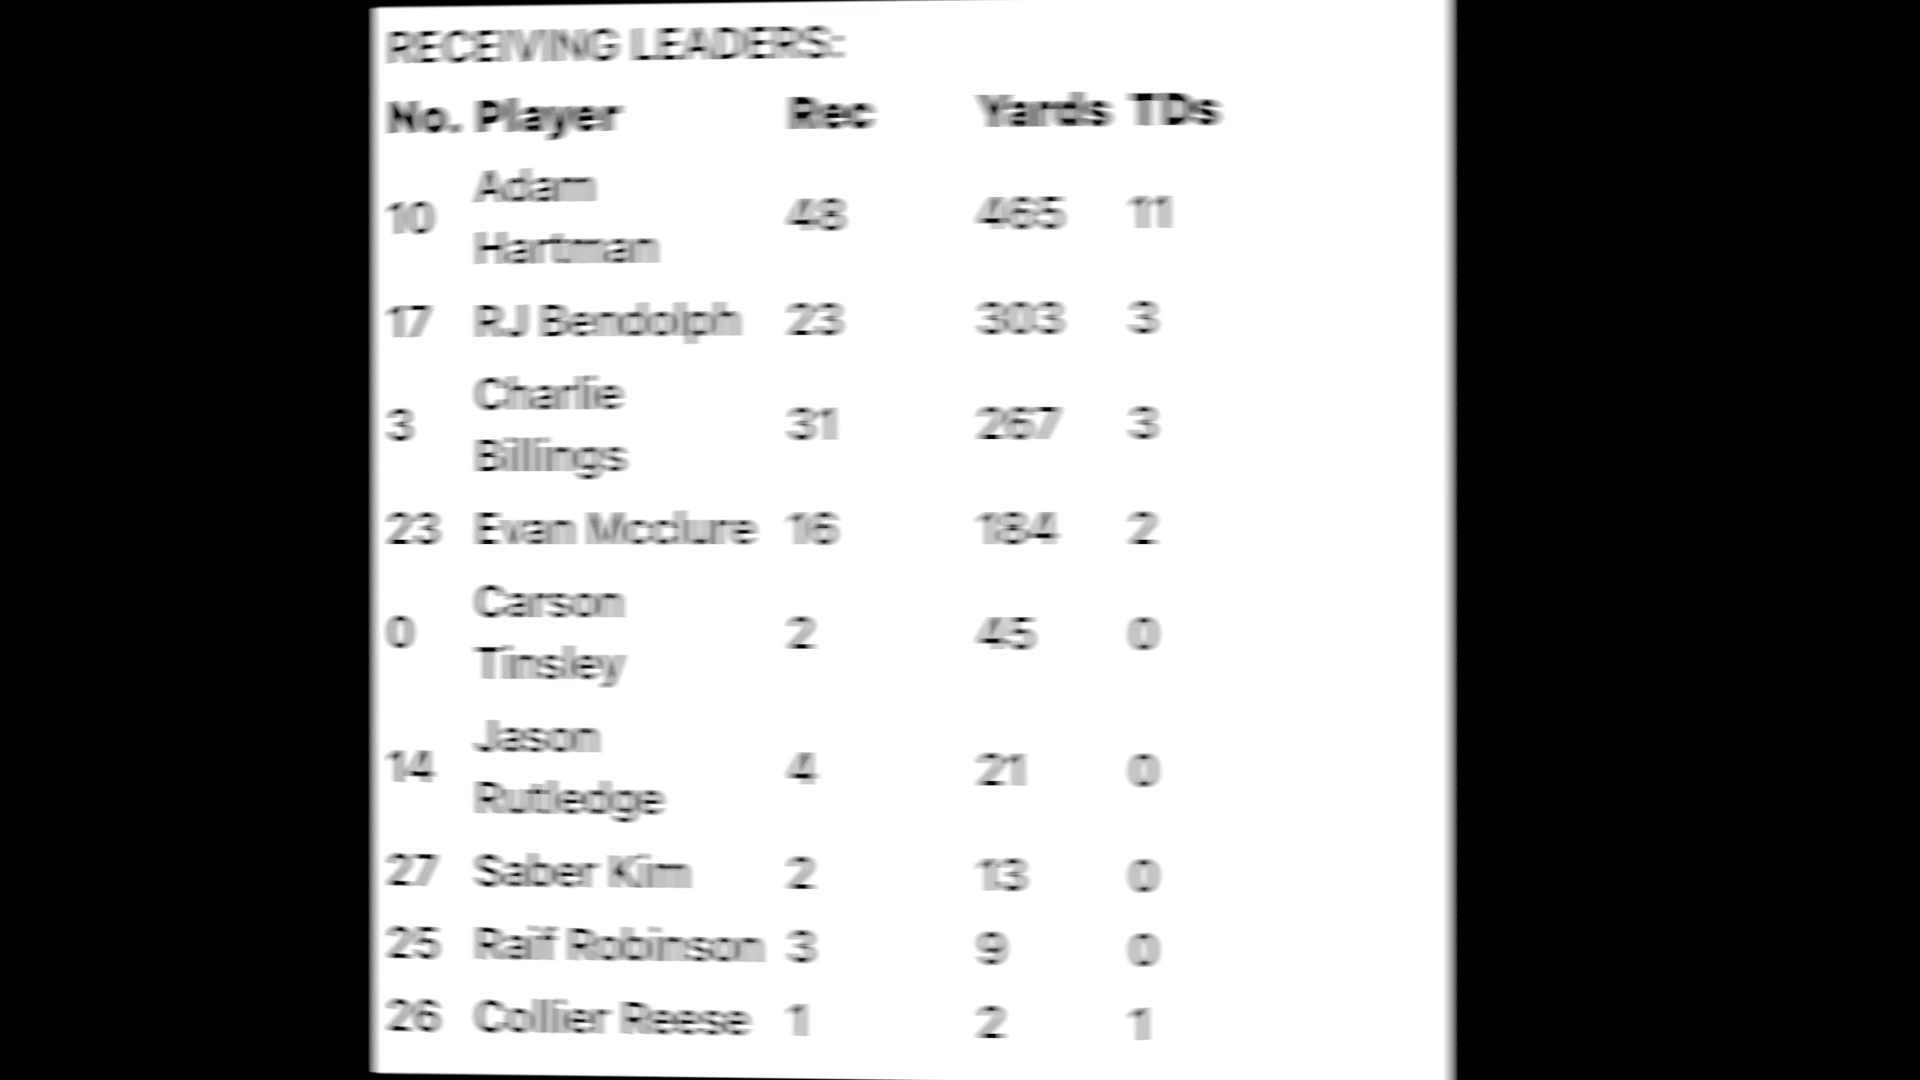 RECEIVING LEADERS:
No. Player Rec Yards TDs
10 Adam Hartman 48 465 11
17 RJ Bendolph 23 303 3
3 Charlie Billings 31 267 3
23 Evan Mcclure 16 184 2
0 Carson Tinsley 2 45 0
14 Jason Rutledge 4 21 0
27 Saber Kim 2 13 0
25 Raif Robinson 3 9 0
26 Collier Reese 1 2 1